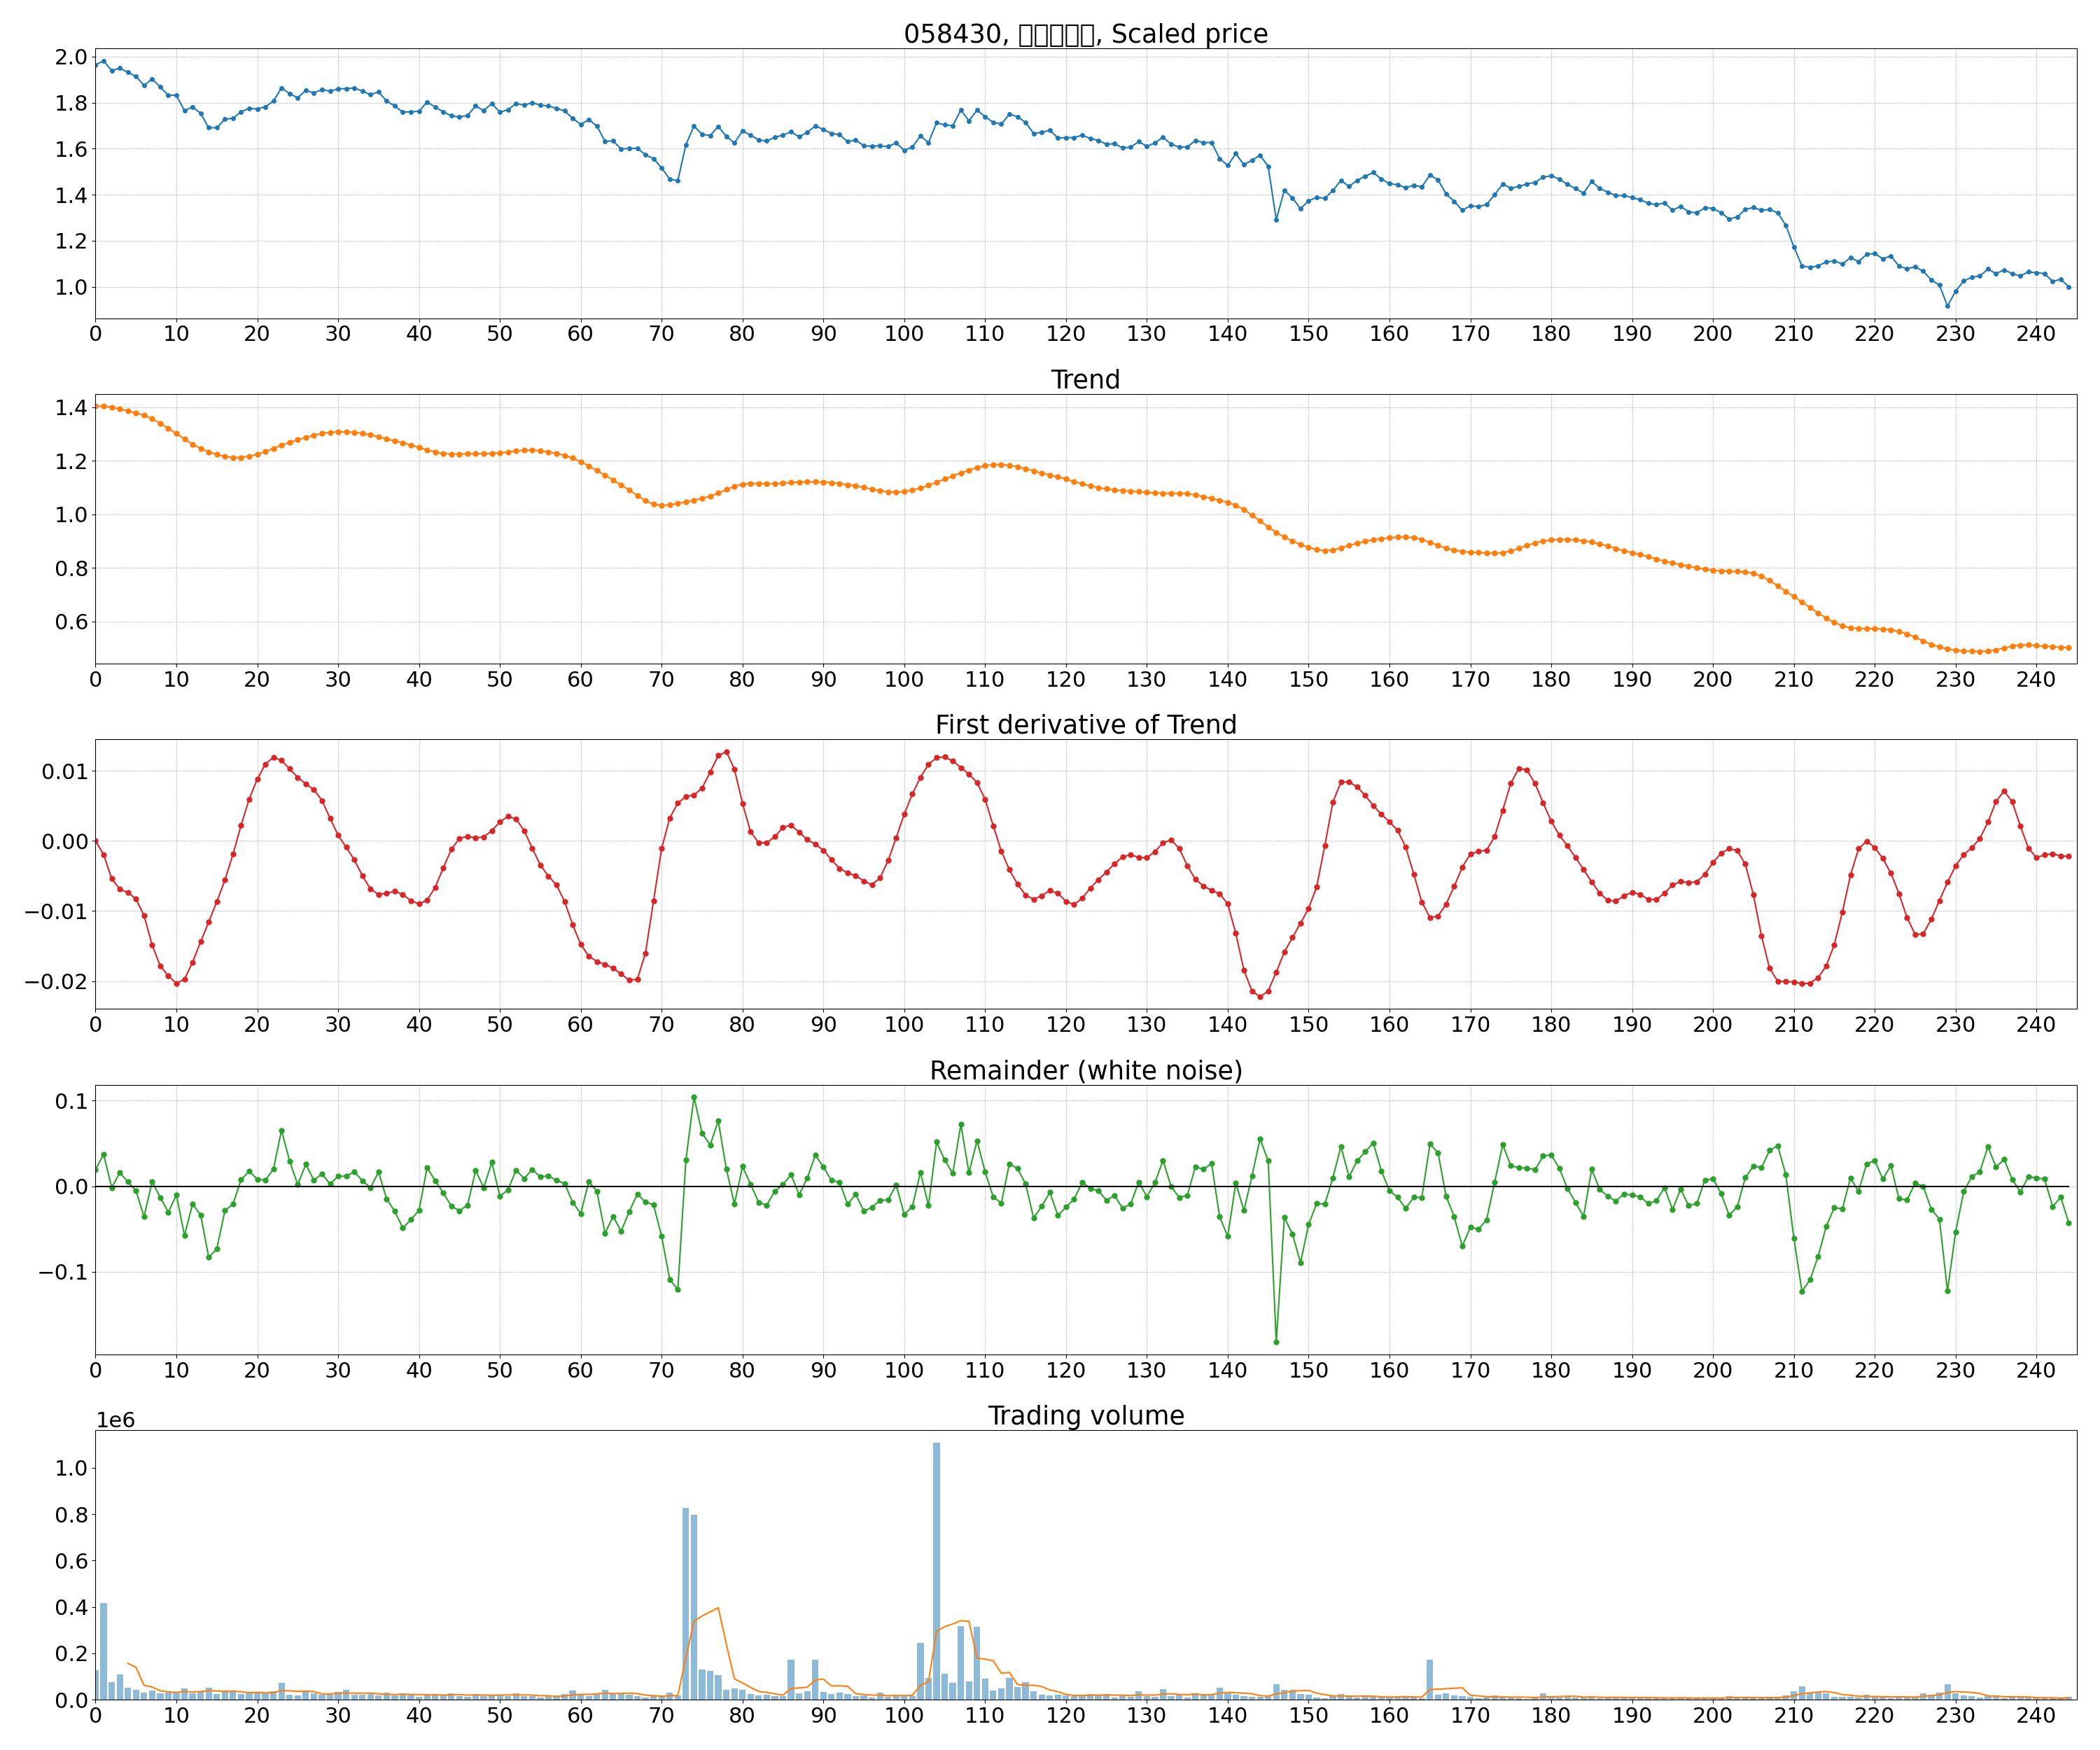 058430, , Scaled price
2.0
1.8
1.6
1.4
1.2
1.0
0 10 20 30 40 50 60 70 80 90 100 110 120 130 140 150 160 170 180 190 200 210 220 230 240
Trend
1.4
1.2
1.0
0.8
0.6
0 10 20 30 40 50 60 70 80 90 100 110 120 130 140 150 160 170 180 190 200 210 220 230 240
First derivative of Trend
0.01
0.00
−0.01
−0.02
0 10 20 30 40 50 60 70 80 90 100 110 120 130 140 150 160 170 180 190 200 210 220 230 240
Remainder (white noise)
0.1
0.0
−0.1
0 10 20 30 40 50 60 70 80 90 100 110 120 130 140 150 160 170 180 190 200 210 220 230 240
Trading volume
1e6
1.0
0.8
0.6
0.4
0.2
0.0
0 10 20 30 40 50 60 70 80 90 100 110 120 130 140 150 160 170 180 190 200 210 220 230 240